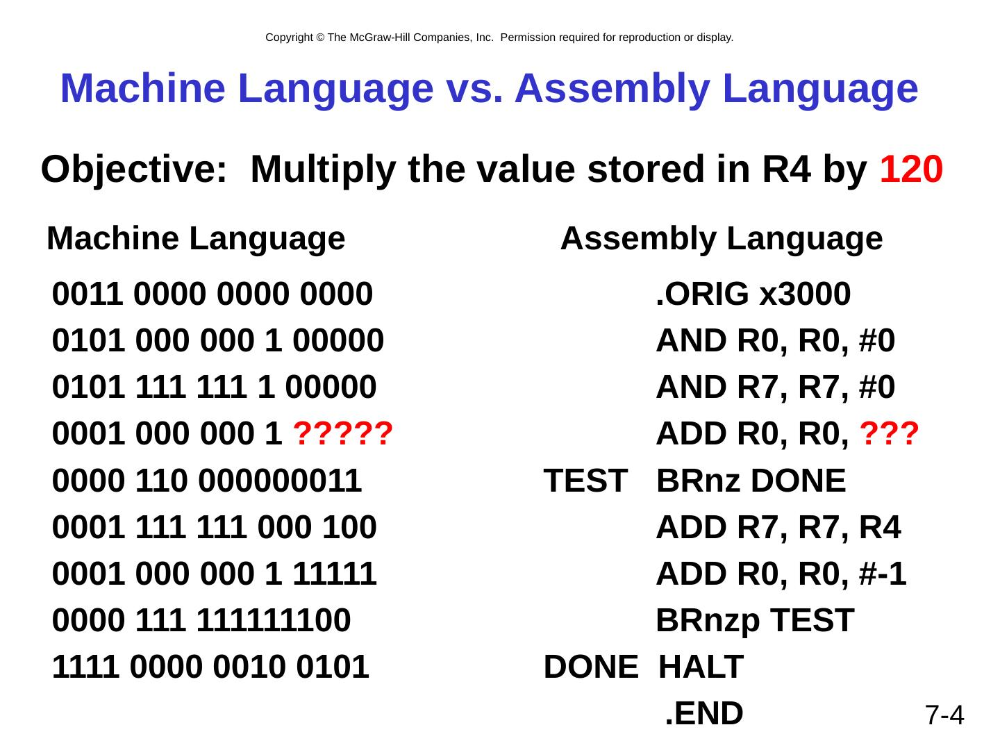 Copyright © The McGraw-Hill Companies, Inc.  Permission required for reproduction or display.
Machine Language vs. Assembly Language
Objective:  Multiply the value stored in R4 by 120
Machine Language    Assembly Language
0011 0000 0000 0000    .ORIG x3000
0101 000 000 1 00000    AND R0, R0, #0
0101 111 111 1 00000    AND R7, R7, #0
0001 000 000 1 ?????    ADD R0, R0, ???
0000 110 000000011    TEST   BRnz DONE
0001 111 111 000 100    ADD R7, R7, R4
0001 000 000 1 11111    ADD R0, R0, #-1
0000 111 111111100    BRnzp TEST
1111 0000 0010 0101    DONE  HALT
.END
7-4